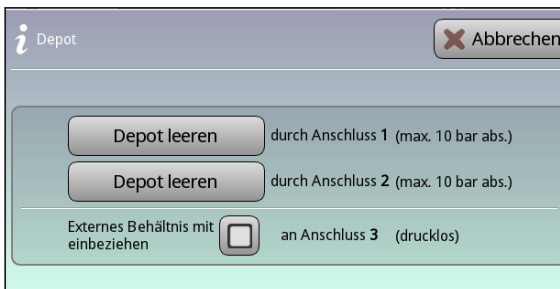 Depot
Abbrechen
Depot leeren durch Anschluss 1 (max. 10 bar abs.)
Depot leeren durch Anschluss 2 (max. 10 bar abs.)
Externes Behältnis mit
einbeziehen
an Anschluss 3 (drucklos)